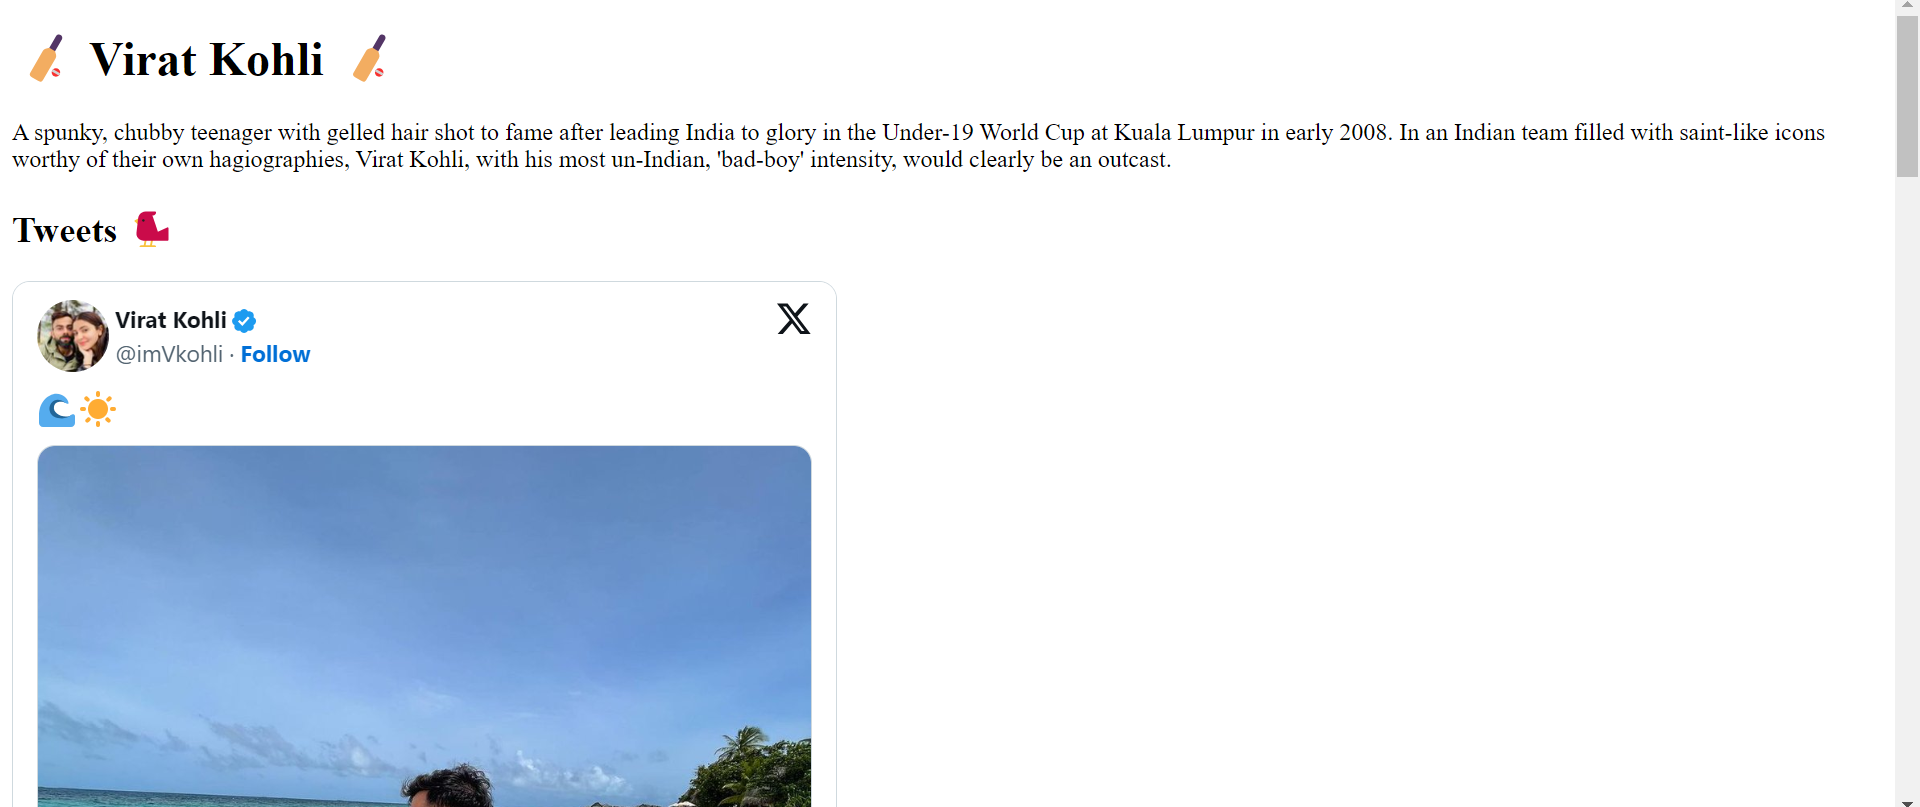 Virat Kohli
A spunky, chubby teenager with gelled hair shot to fame after leading India to glory in the Under-19 World Cup at Kuala Lumpur in early 2008. In an Indian team filled with saint-like icons
worthy of their own hagiographies, Virat Kohli, with his most un-Indian, 'bad-boy' intensity, would clearly be an outcast.
Tweets
Virat Kohli
@imVkohli · Follow